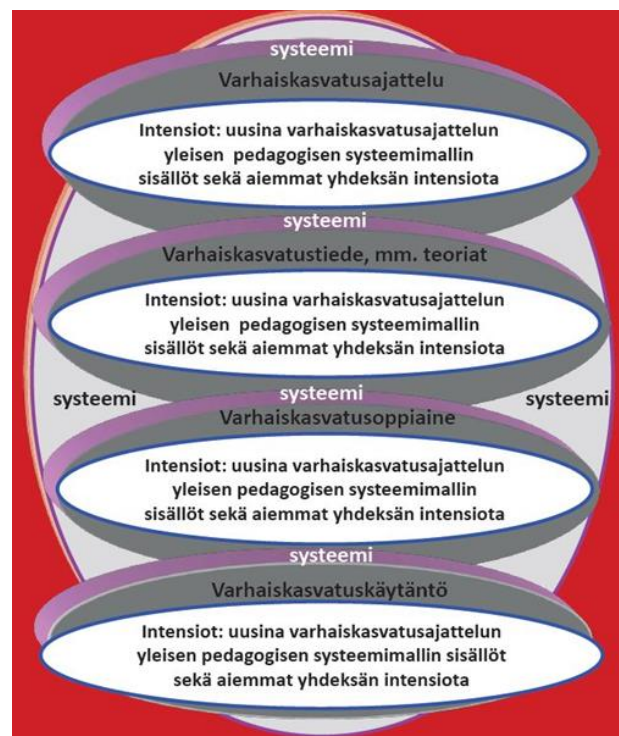 systeemi
Varhaiskasvatusajattelu
Intensiot: uusina varhaiskasvatusajattelun
yleisen pedagogisen systeemimallin
sisällöt sekä aiemmat yhdeksän intensiota
systeemi
Varhaiskasvatustiede, mm. teoriat
Intensiot: uusina varhaiskasvatusajattelun
yleisen pedagogisen systeemimallin
sisällöt sekä aiemmat yhdeksän intensiota
systeemi
systeemi
systeemi
Varhaiskasvatusoppiaine
Intensiot: uusina varhaiskasvatusajattelun
yleisen pedagogisen systeemimallin
sisällöt sekä aiemmat yhdeksän intensiota
systeemi
Varhaiskasvatuskäytäntö
Intensiot: uusina varhaiskasvatusajattelun
yleisen pedagogisen systeemimallin sisällöt
sekä aiemmat yhdeksän intensiota